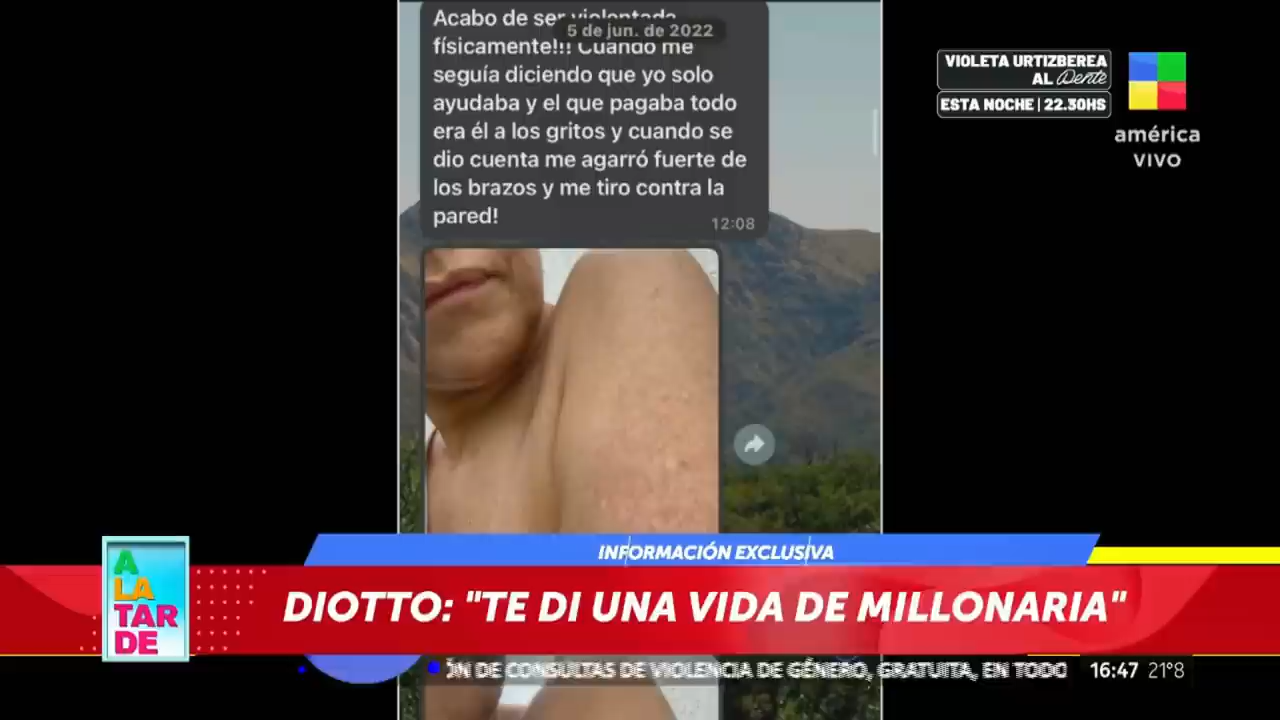 Acabo de ser violentada
5 de jun. de 2022
físicamente!!! Cuando me
seguía diciendo que yo solo
ayudaba y el que pagaba todo
era él a los gritos y cuando se
dio cuenta me agarró fuerte de
los brazos y me tiro contra la
pared!
12:08
VIOLETA URTIZBEREA
AL Dente
ESTA NOCHE | 22.30HS
américa
VIVO
INFORMACIÓN EXCLUSIVA
A
LA
TAR
DE
DIOTTO: "TE DI UNA VIDA DE MILLONARIA"
DE CONSULTAS DE VIOLENCIA DE GÉNERO, GRATUITA, EN TODO
16:47 21°8